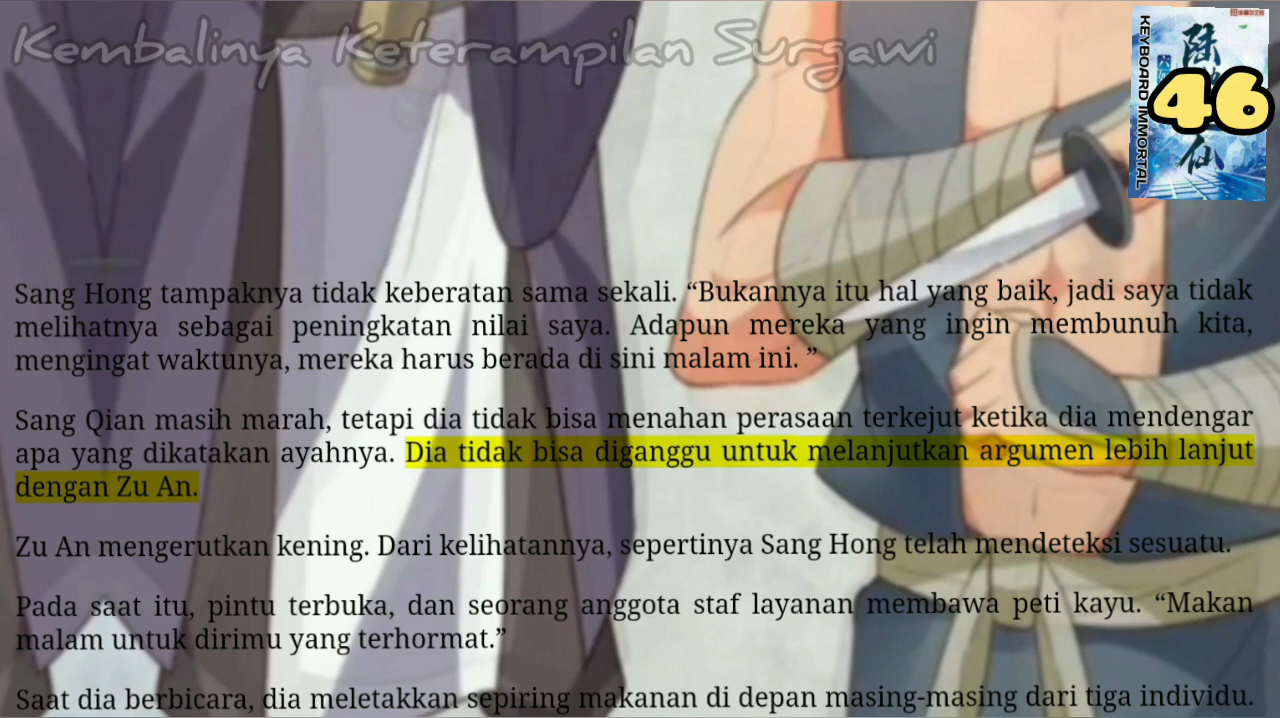 Kembalinya Keterampilan Surgawi
KEYBOARD IMMORTAL
46
Sang Hong tampaknya tidak keberatan sama sekali. “Bukannya itu hal yang baik, jadi saya tidak
melihatnya sebagai peningkatan nilai saya. Adapun mereka yang ingin membunuh kita,
mengingat waktunya, mereka harus berada di sini malam ini. ”
Sang Qian masih marah, tetapi dia tidak bisa menahan perasaan terkejut ketika dia mendengar
apa yang dikatakan ayahnya. Dia tidak bisa diganggu untuk melanjutkan argumen lebih lanjut
dengan Zu An.
Zu An mengerutkan kening. Dari kelihatannya, sepertinya Sang Hong telah mendeteksi sesuatu.
Pada saat itu, pintu terbuka, dan seorang anggota staf layanan membawa peti kayu. “Makan
malam untuk dirimu yang terhormat.”
Saat dia berbicara, dia meletakkan sepiring makanan di depan masing-masing dari tiga individu.